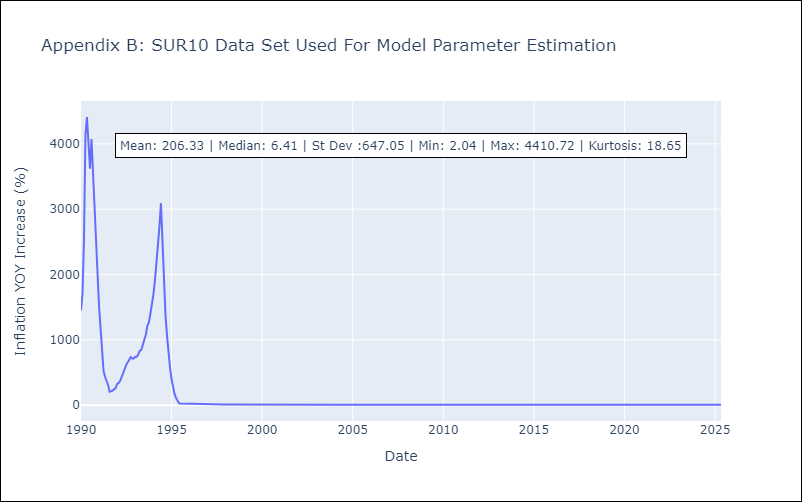 Appendix B: SUR10 Data Set Used For Model Parameter Estimation
Mean: 206.33 | Median: 6.41 | St Dev :647.05 | Min: 2.04 | Max: 4410.72 | Kurtosis: 18.65
Inflation YOY Increase (%)
4000
3000
2000
1000
0
1990 1995 2000 2005 2010 2015 2020 2025
Date